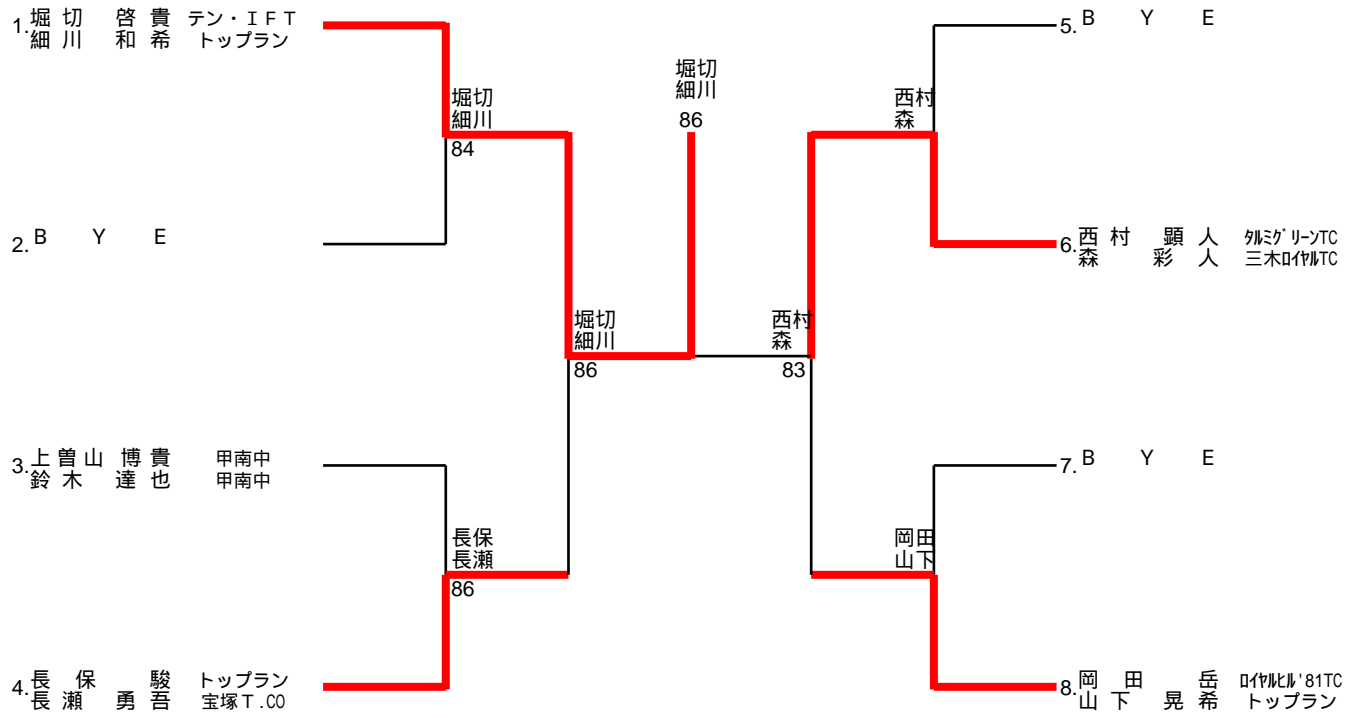 1. 堀切 啓貴 テン・IFT
細川 和希 トップラン
堀切
細川
84
2. B Y E
堀切
細川
86
3. 上曽山 博貴 甲南中
鈴木 達也 甲南中
長保
長瀬
86
4. 長保 駿 トップラン
長瀬 勇吾 宝塚T.CO
堀切
細川
86
5. B Y E
西村
森
6. 西村 顕人 タルミグリーンTC
森 彩人 三木ロイヤルTC
西村
森
83
7. B Y E
岡田
山下
8. 岡田 岳 ロイヤルヒル'81TC
山下 晃希 トップラン